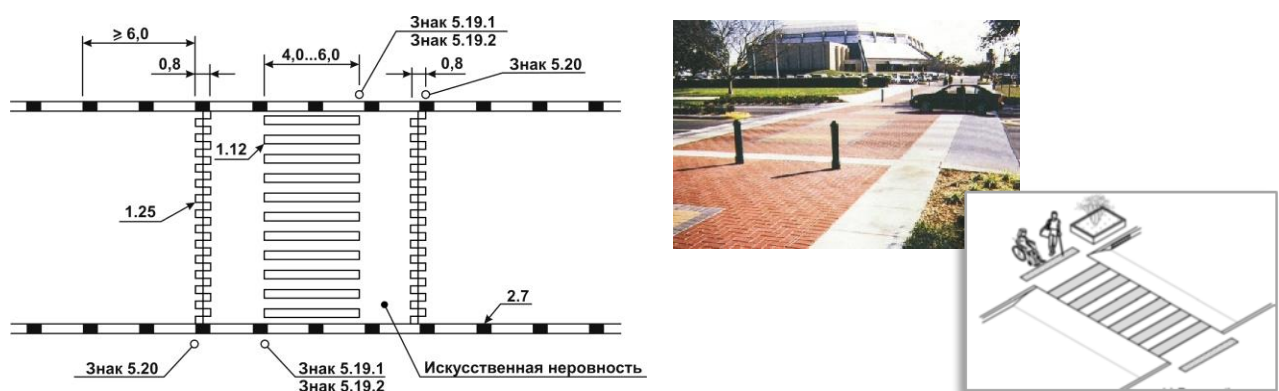 Знак 5.19.1
Знак 5.19.2
≥ 6,0
4,0...6,0
0,8
0,8
Знак 5.20
1.12
1.25
2.7
Знак 5.20
Знак 5.19.1
Знак 5.19.2
Искусственная неровность